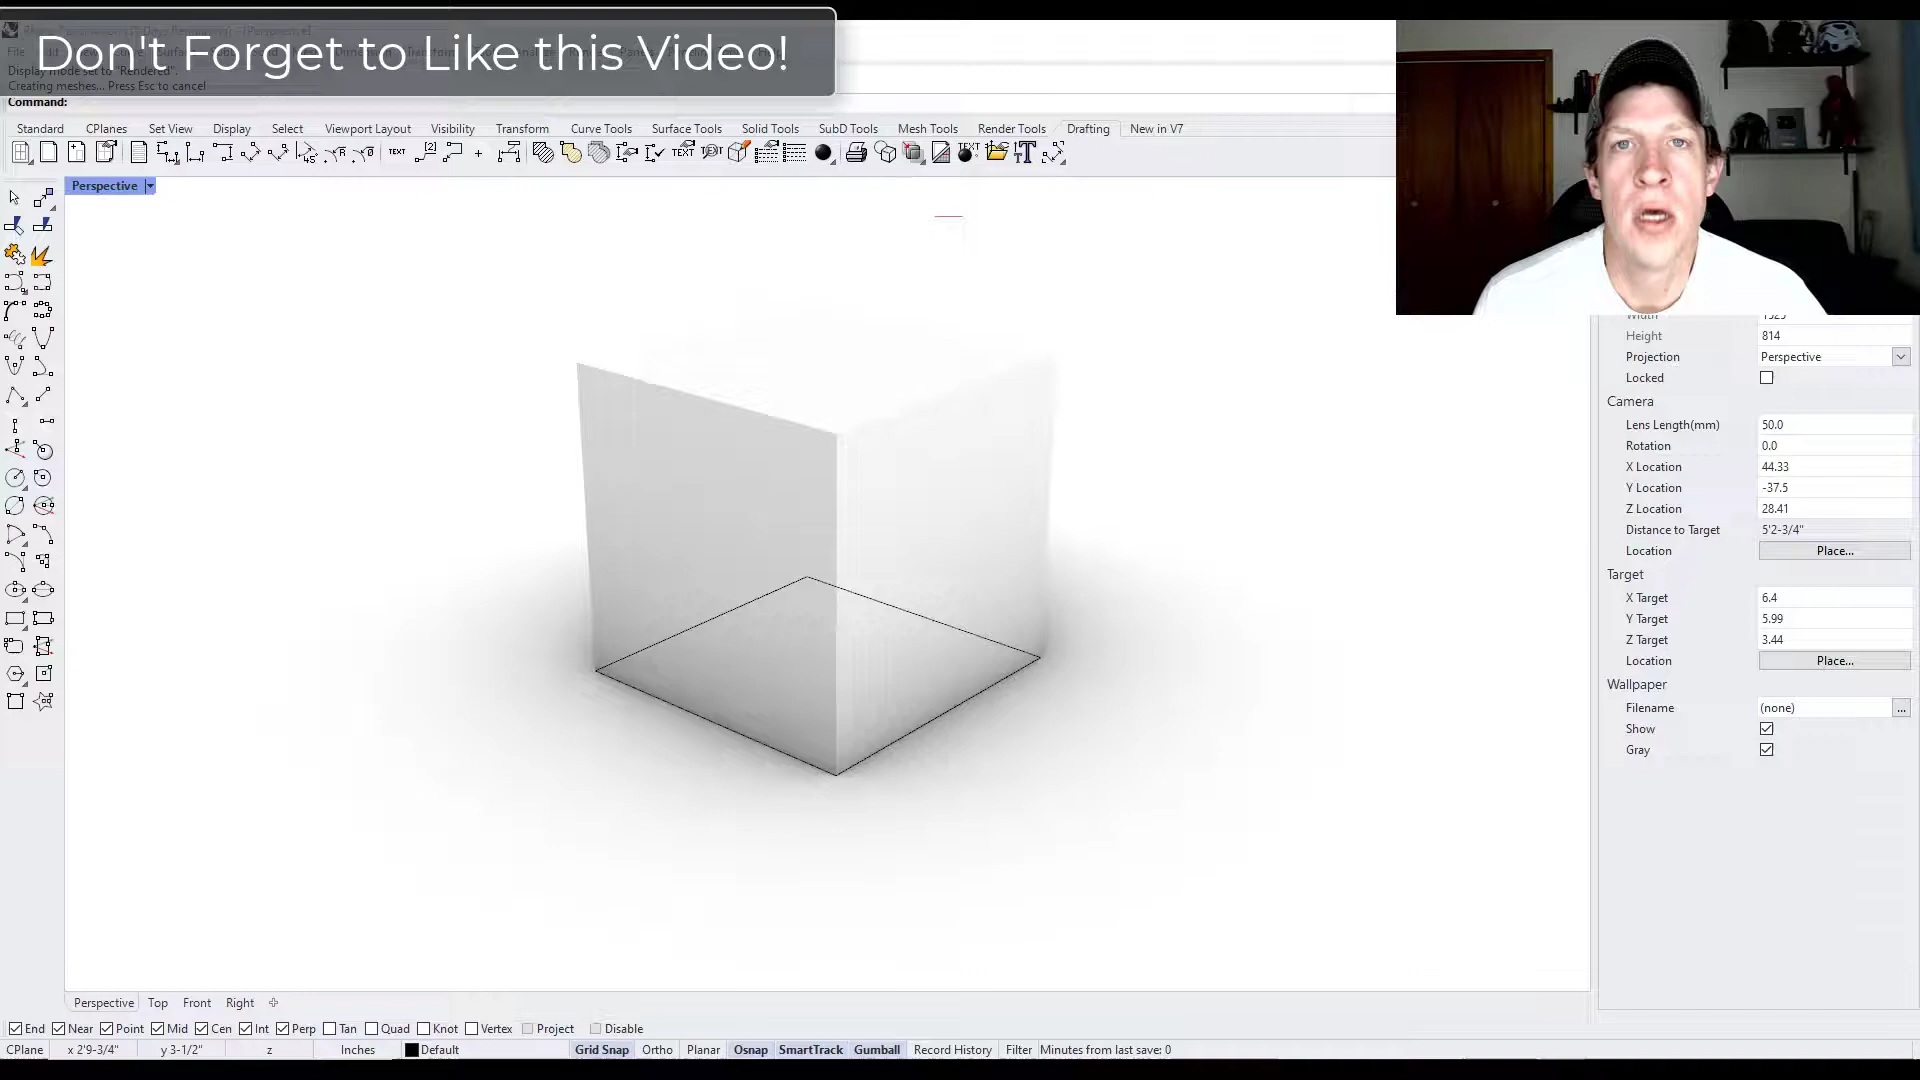 Don't Forget to Like this Video!
Display mode set to "Rendered".
Creating meshes... Press Esc to cancel
Command:
Standard CPlanes Set View Display Select Viewport Layout Visibility Transform Curve Tools Surface Tools Solid Tools SubD Tools Mesh Tools Render Tools Drafting New in V7
Perspective
Height 814
Projection Perspective
Locked
Camera
Lens Length(mm) 50.0
Rotation 0.0
X Location 44.33
Y Location -37.5
Z Location 28.41
Distance to Target 5'2-3/4"
Location Place...
Target
X Target 6.4
Y Target 5.99
Z Target 3.44
Location Place...
Wallpaper
Filename (none) ...
Show
Gray
Perspective Top Front Right
End Near Point Mid Cen Int Perp Tan Quad Knot Vertex Project Disable
CPlane x 2'9-3/4" y 3-1/2" z Inches Default Grid Snap Ortho Planar Osnap SmartTrack Gumball Record History Filter Minutes from last save: 0